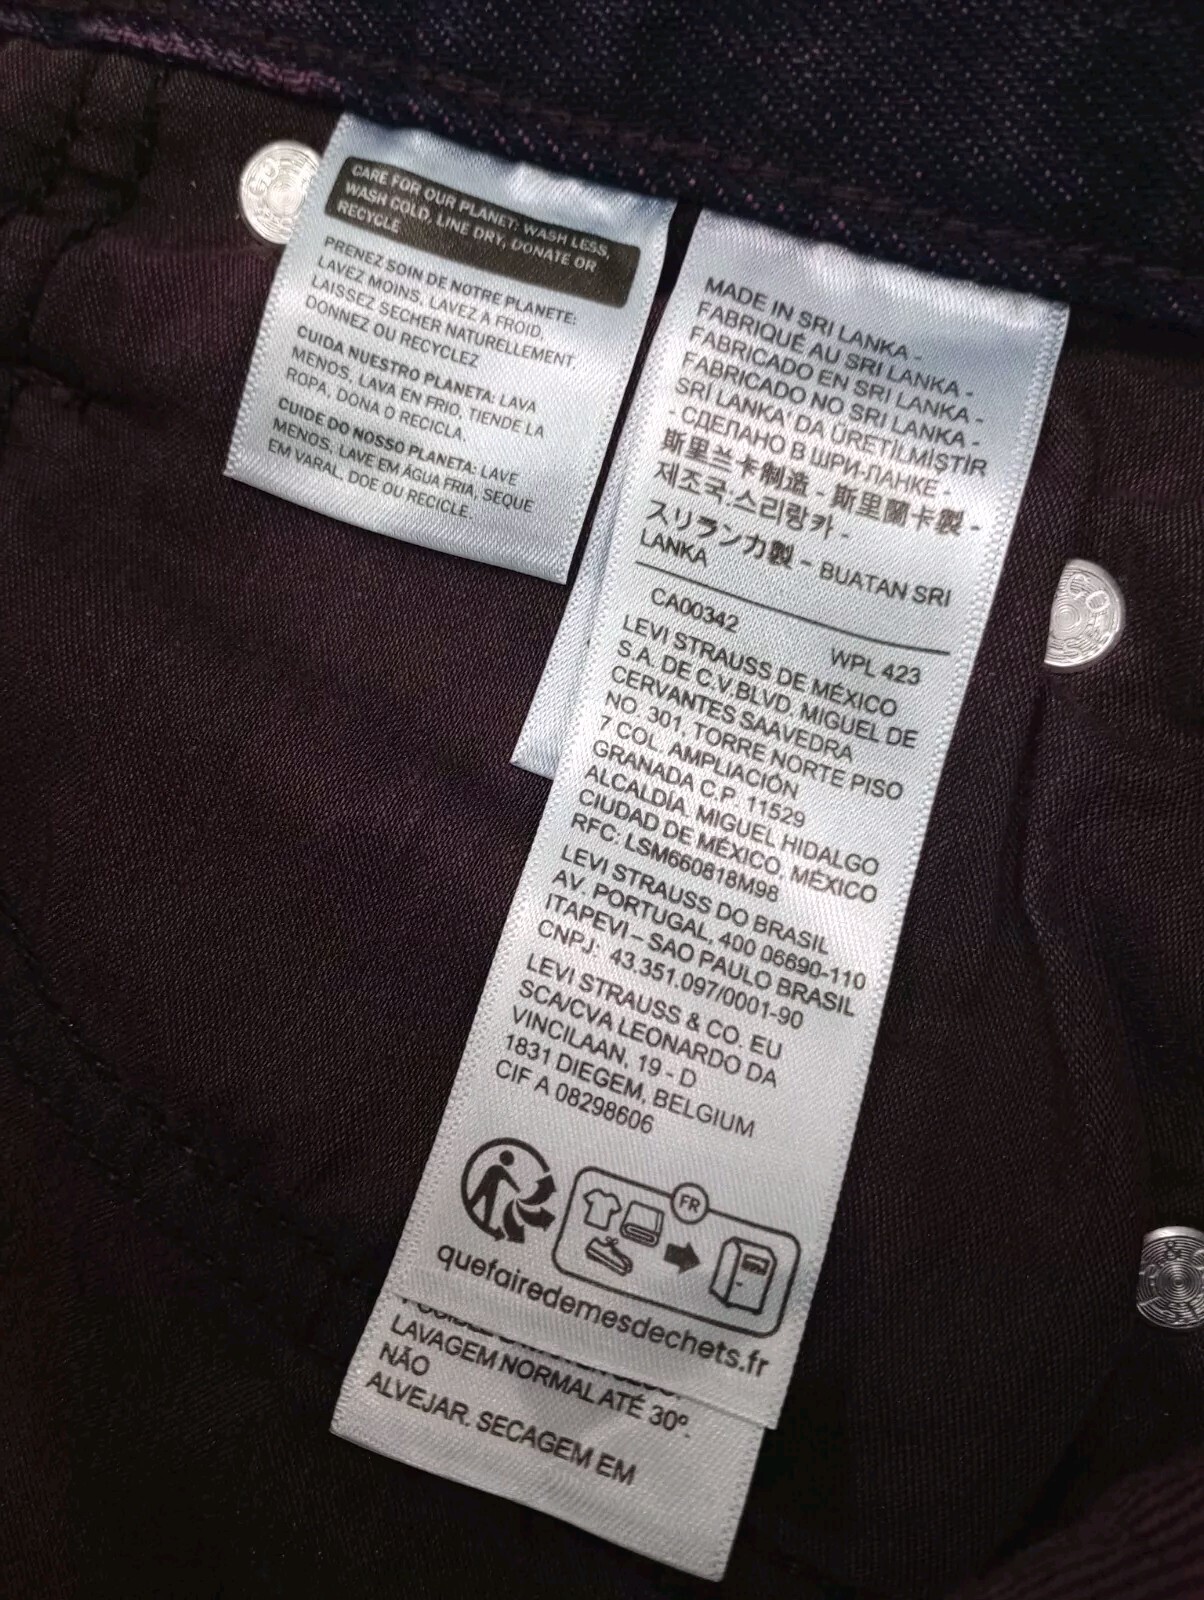 CARE FOR OUR PLANET: WASH LESS,
WASH COLD, LINE DRY, DONATE OR
RECYCLE
PRENEZ SOIN DE NOTRE PLANETE:
LAVEZ MOINS, LAVEZ A FROID.
LAISSEZ SECHER NATURELLEMENT,
DONNEZ OU RECYCLEZ
CUIDA NUESTRO PLANETA: LAVA
MENOS, LAVA EN FRIO, TIENDE LA
ROPA, DONA O RECICLA.
CUIDE DO NOSSO PLANETA: LAVE
MENOS, LAVE EM ÁGUA FRIA, SEQUE
EM VARAL, DOE OU RECICLE.
MADE IN SRI LANKA -
FABRIQUÉ AU SRI LANKA -
FABRICADO EN SRI LANKA -
FABRICADO NO SRI LANKA -
SRİ LANKA' DA ÜRETİLMİŞTİR
- СДЕЛАНО В ШРИ-ЛАНКЕ -
斯里兰卡制造 - 斯里蘭卡製 -
제조국:스리랑카 -
スリランカ製 - BUATAN SRI
LANKA
CA00342
WPL 423
LEVI STRAUSS DE MÉXICO
S.A. DE C.V.BLVD. MIGUEL DE
CERVANTES SAAVEDRA
NO. 301, TORRE NORTE PISO
7 COL. AMPLIACIÓN
GRANADA C.P. 11529
ALCALDÍA. MIGUEL HIDALGO
CIUDAD DE MÉXICO, MÉXICO
RFC: LSM660818M98
LEVI STRAUSS DO BRASIL
AV. PORTUGAL, 400 06690-110
ITAPEVI – SAO PAULO BRASIL
CNPJ: 43.351.097/0001-90
LEVI STRAUSS & CO. EU
SCA/CVA LEONARDO DA
VINCILAAN, 19 - D
1831 DIEGEM, BELGIUM
CIF A 08298606
FR
quefairedemesdechets.fr
LAVAGEM NORMAL ATÉ 30º.
NÃO
ALVEJAR. SECAGEM EM